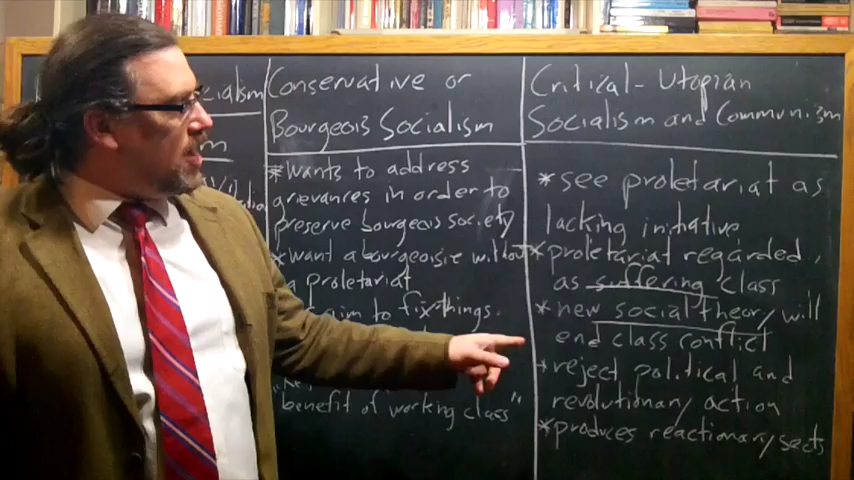 cialism
Conservative or
Bourgeois Socialism
*Wants to address
grievances in order to
preserve bourgeois society
*want a bourgeoisie without
a proletariat
aim to fix things
benefit of working class"
Critical-Utopian
Socialism and Communism
*see proletariat as
lacking initiative
*proletariat regarded
as suffering class
*new social theory will
end class conflict
*reject political and
revolutionary action
*produces reactionary sects